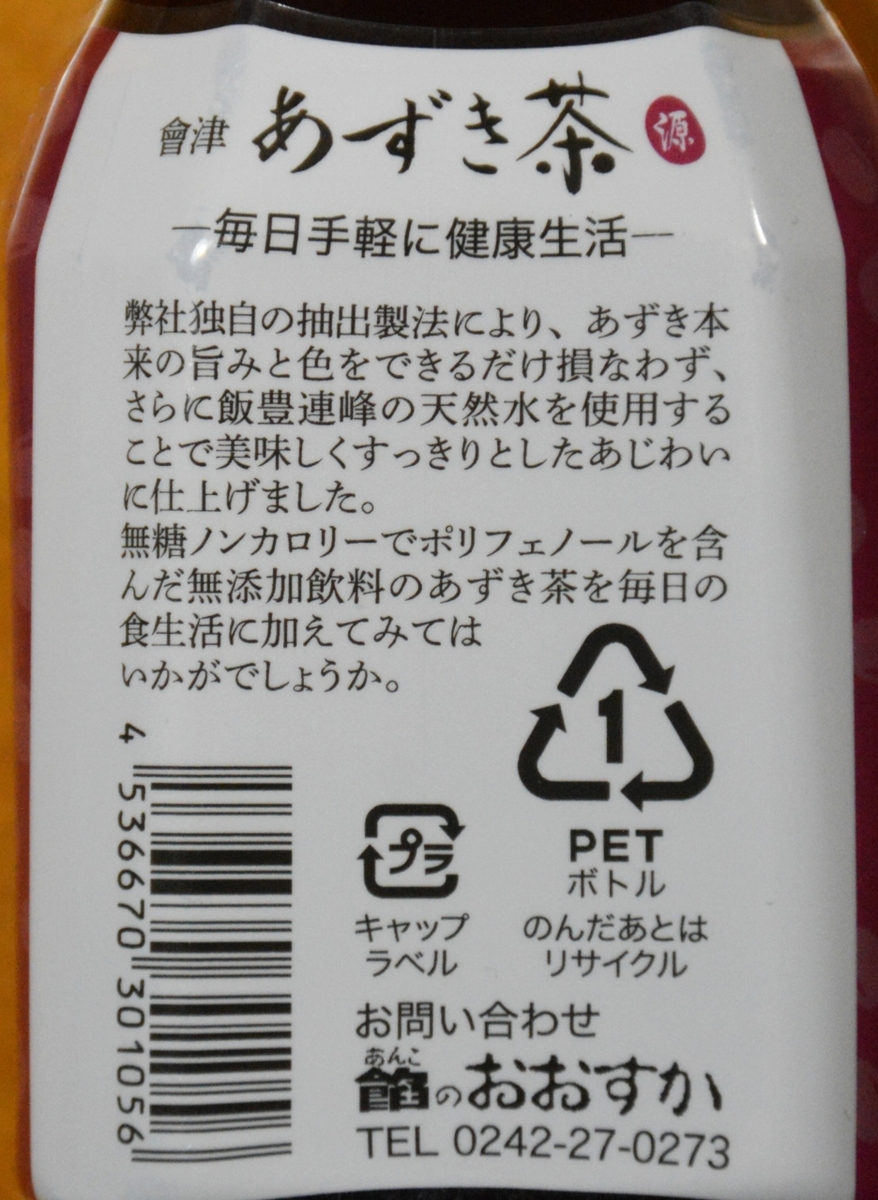 會津 あずき茶 源
―毎日手軽に健康生活―
弊社独自の抽出製法により、あずき本
来の旨みと色をできるだけ損なわず、
さらに飯豊連峰の天然水を使用する
ことで美味しくすっきりとしたあじわい
に仕上げました。
無糖ノンカロリーでポリフェノールを含
んだ無添加飲料のあずき茶を毎日の
食生活に加えてみては
いかがでしょうか。
1
PET
ボトル
のんだあとは
リサイクル
プラ
キャップ
ラベル
4 536670 301056
お問い合わせ
あんこ
餡のおおすか
TEL 0242-27-0273